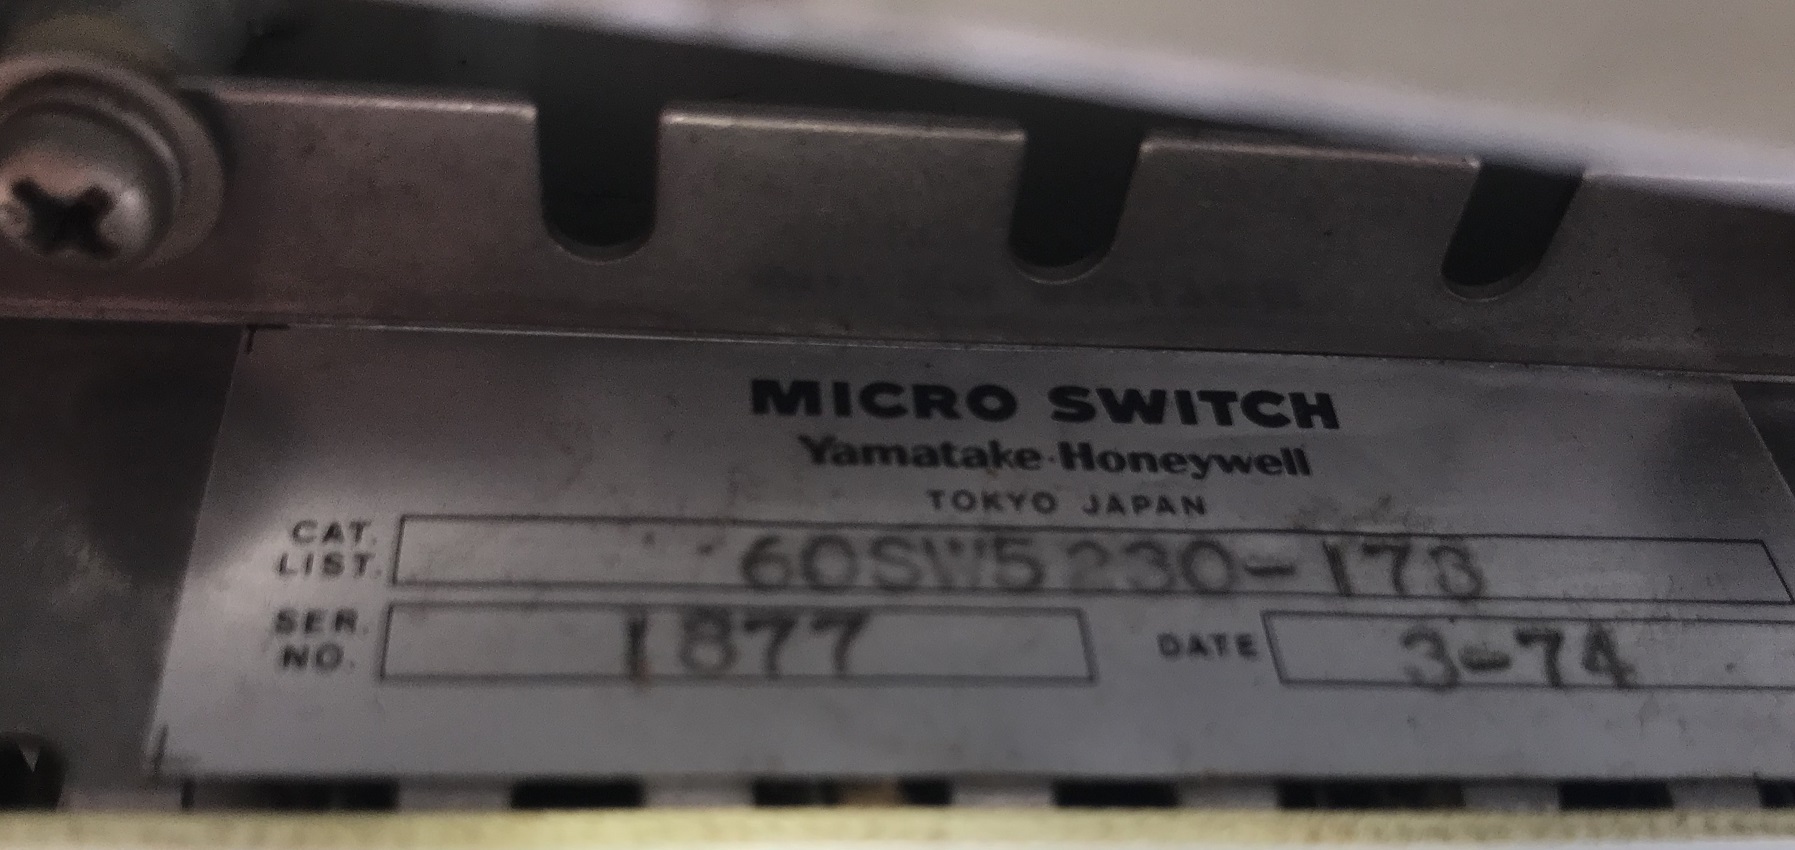 MICRO SWITCH
Yamatake-Honeywell
TOKYO JAPAN
CAT. LIST. 60SW5230-173
SER. NO. 1877 DATE 3-74